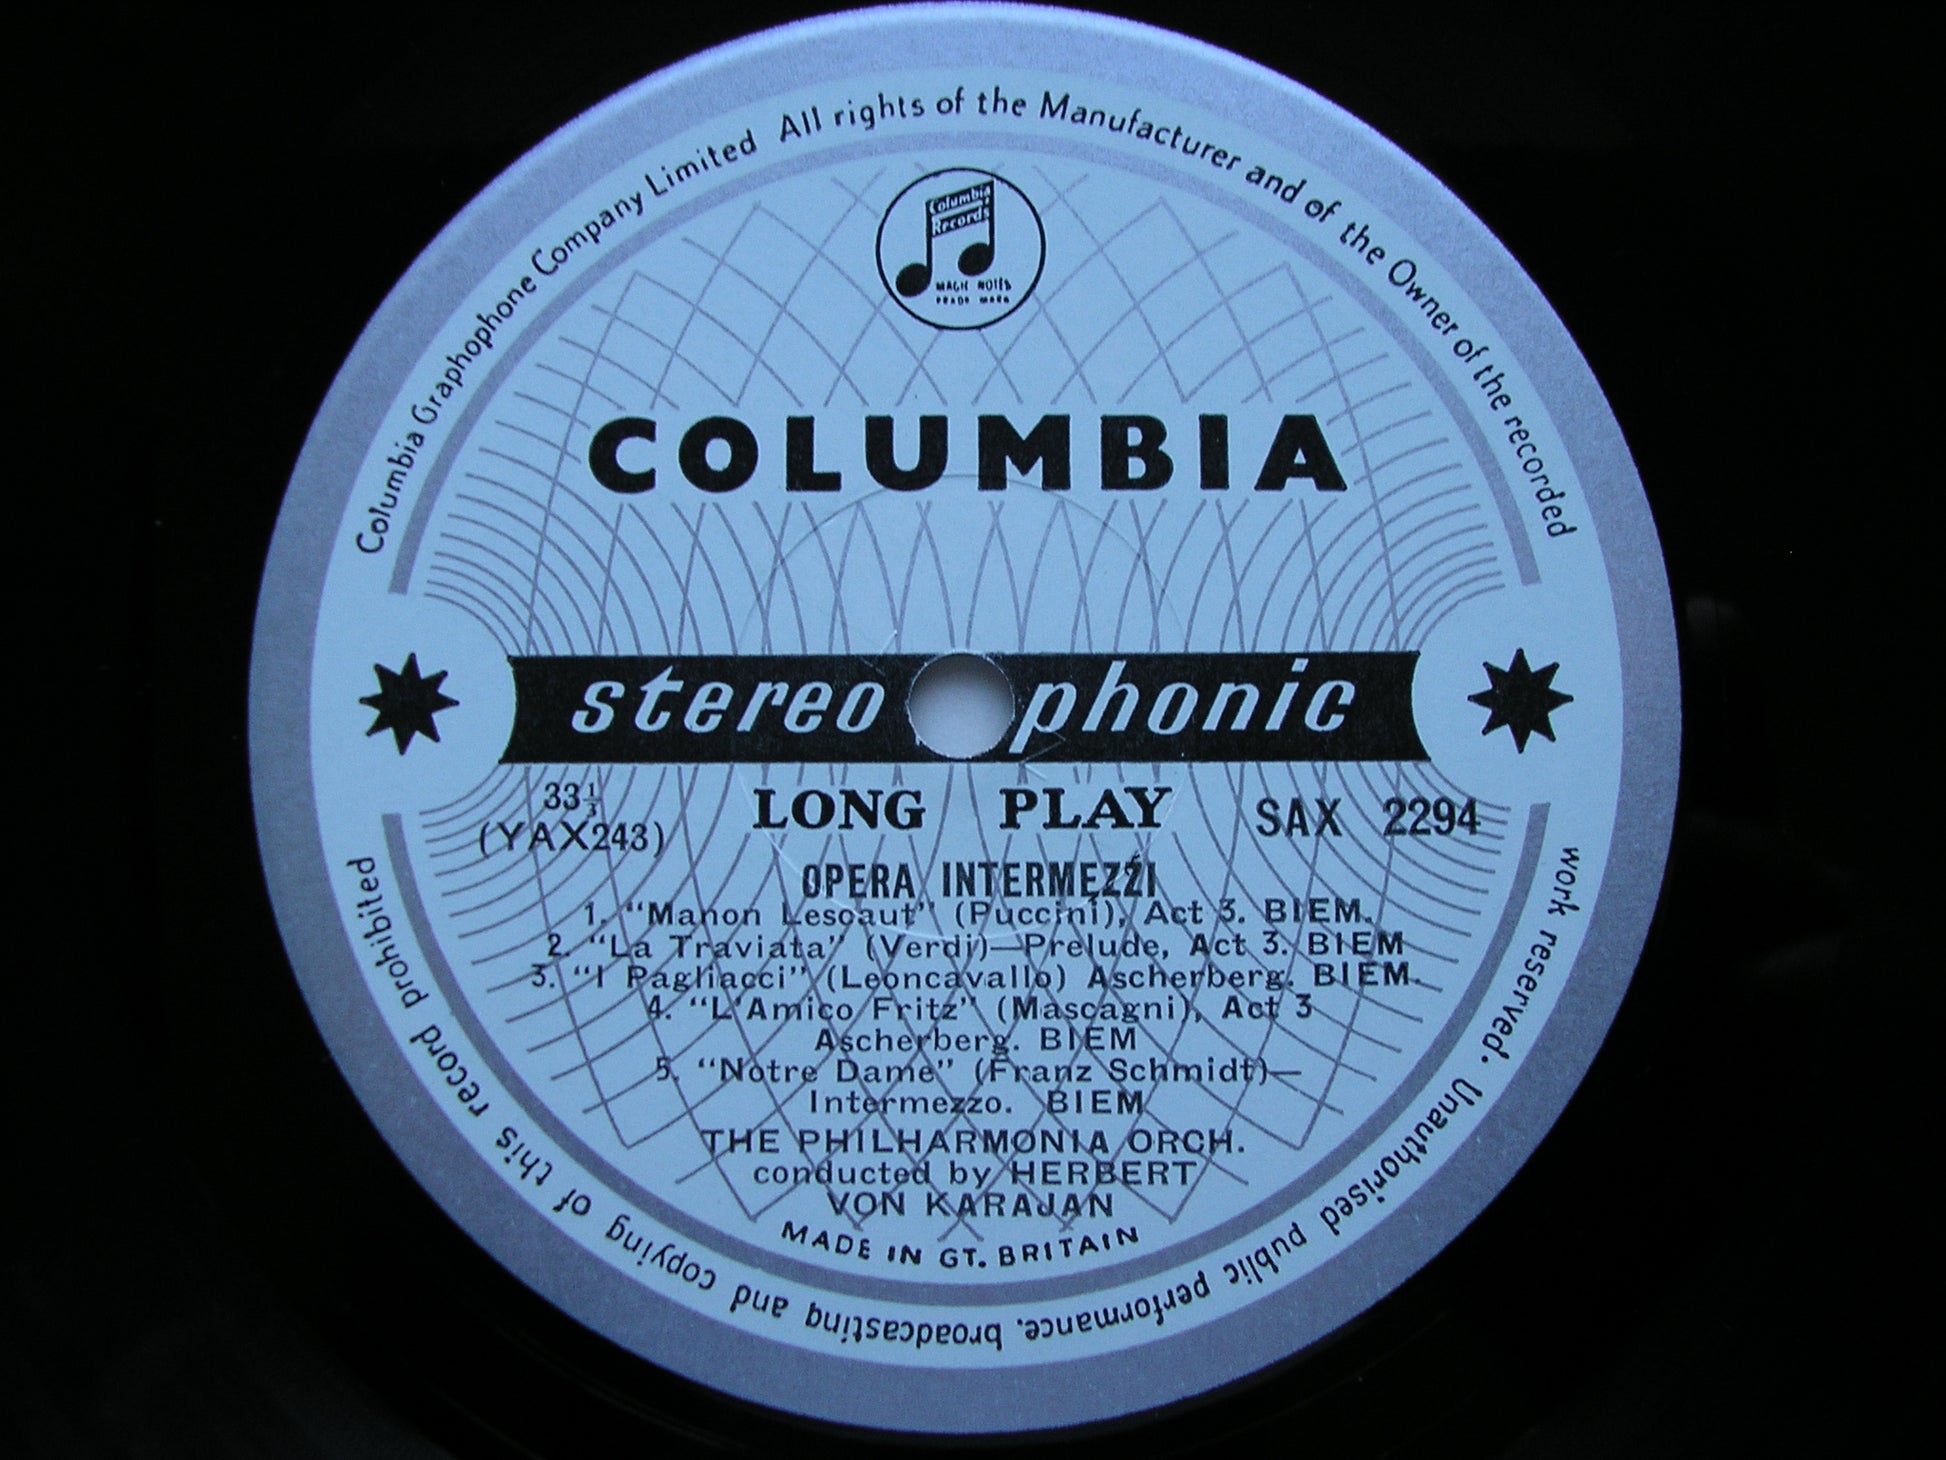 Columbia Graphophone Company Limited All rights of the Manufacturer and of the Owner of the recorded
work reserved. Unauthorised public performance. broadcasting and copying of this record prohibited
Columbia
Records
MAGIC NOTES
TRADE MARK
COLUMBIA
stereophonic
33⅓
(YAX243)
LONG PLAY
SAX 2294
OPERA INTERMEZZI
1. "Manon Lescaut" (Puccini), Act 3. BIEM.
2. "La Traviata" (Verdi)—Prelude, Act 3. BIEM
3. "I Pagliacci" (Leoncavallo) Ascherberg. BIEM.
4. "L'Amico Fritz" (Mascagni), Act 3
Ascherberg. BIEM
5. "Notre Dame" (Franz Schmidt)—
Intermezzo. BIEM
THE PHILHARMONIA ORCH.
conducted by HERBERT
VON KARAJAN
MADE IN GT. BRITAIN